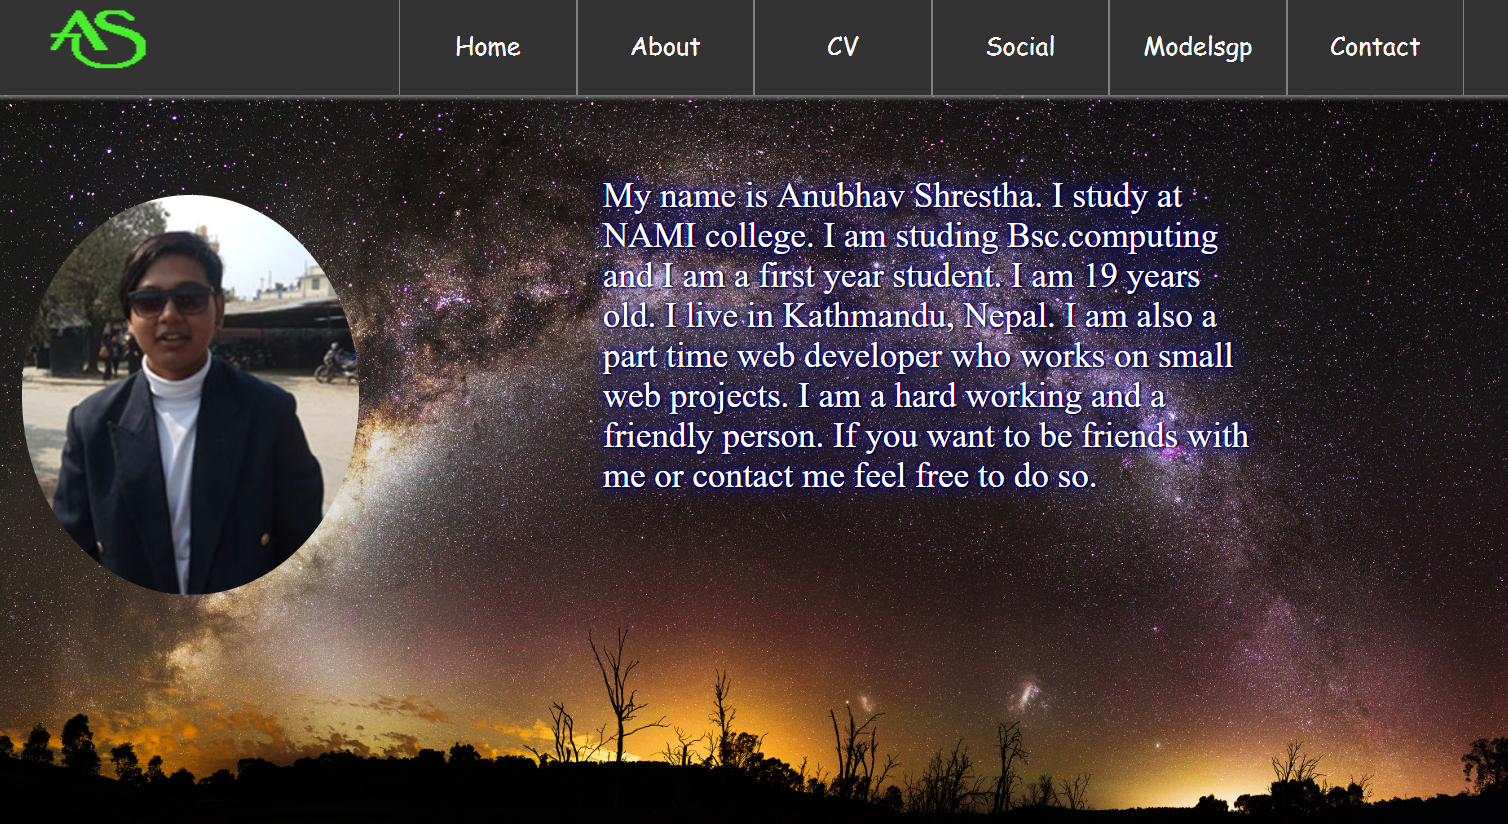 AS
Home About CV Social Modelsgp Contact
My name is Anubhav Shrestha. I study at
NAMI college. I am studing Bsc.computing
and I am a first year student. I am 19 years
old. I live in Kathmandu, Nepal. I am also a
part time web developer who works on small
web projects. I am a hard working and a
friendly person. If you want to be friends with
me or contact me feel free to do so.